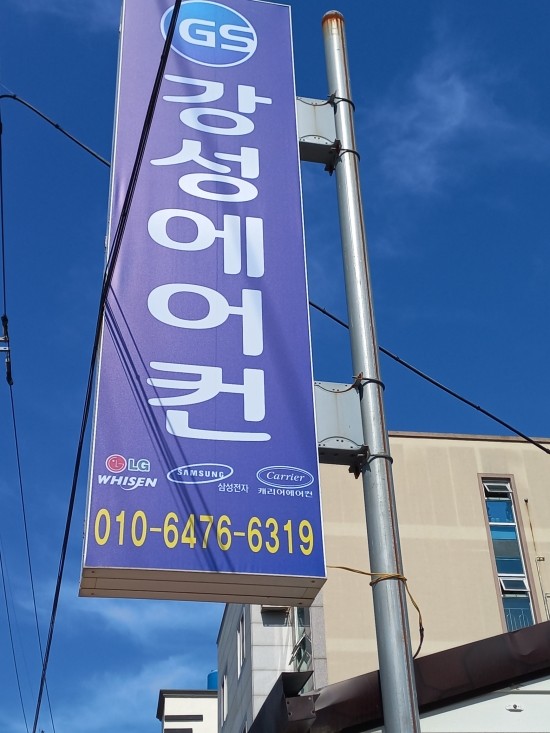 GS
강성에어컨
LG SAMSUNG Carrier
WHISEN 삼성전자 캐리어에어컨
010-6476-6319